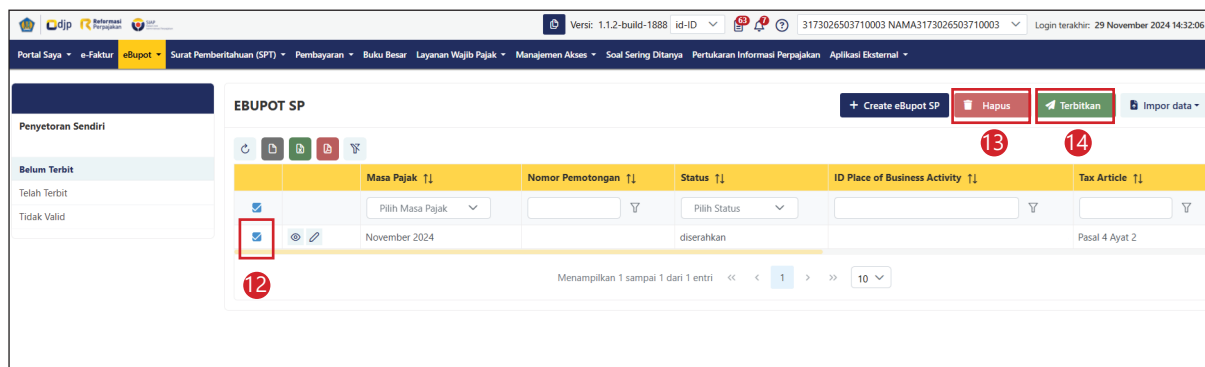 djp Reformasi Perpajakan SIAP Versi: 1.1.2-build-1888 id-ID 63 7 3173026503710003 NAMA3173026503710003 Login terakhir: 29 November 2024 14:32:06
Portal Saya e-Faktur eBupot Surat Pemberitahuan (SPT) Pembayaran Buku Besar Layanan Wajib Pajak Manajemen Akses Soal Sering Ditanya Pertukaran Informasi Perpajakan Aplikasi Eksternal
EBUPOT SP + Create eBupot SP Hapus Terbitkan Impor data
Penyetoran Sendiri
13 14
Belum Terbit
Telah Terbit
Tidak Valid
Masa Pajak Nomor Pemotongan Status ID Place of Business Activity Tax Article
Pilih Masa Pajak Pilih Status
November 2024 diserahkan Pasal 4 Ayat 2
12
Menampilkan 1 sampai 1 dari 1 entri << < 1 > >> 10